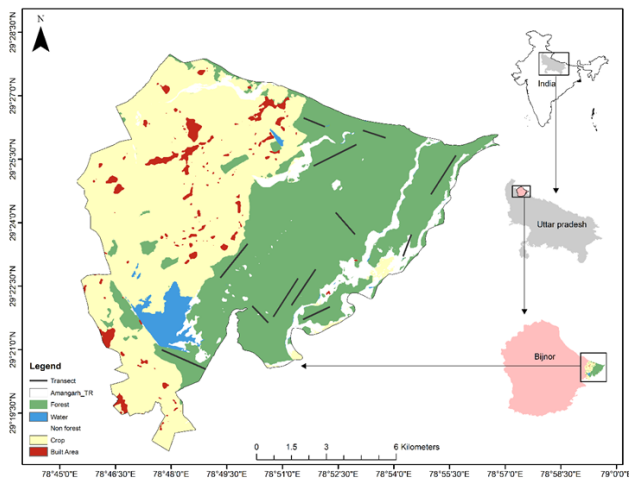 N
29°28'30"N
29°27'0"N
29°25'30"N
29°24'0"N
29°22'30"N
29°21'0"N
29°19'30"N
India
Uttar pradesh
Bijnor
Legend
Transect
Amangarh_TR
Forest
Water
Non forest
Crop
Built Area
0 1.5 3 6 Kilometers
78°45'0"E 78°46'30"E 78°48'0"E 78°49'30"E 78°51'0"E 78°52'30"E 78°54'0"E 78°55'30"E 78°57'0"E 78°58'30"E 79°0'0"E